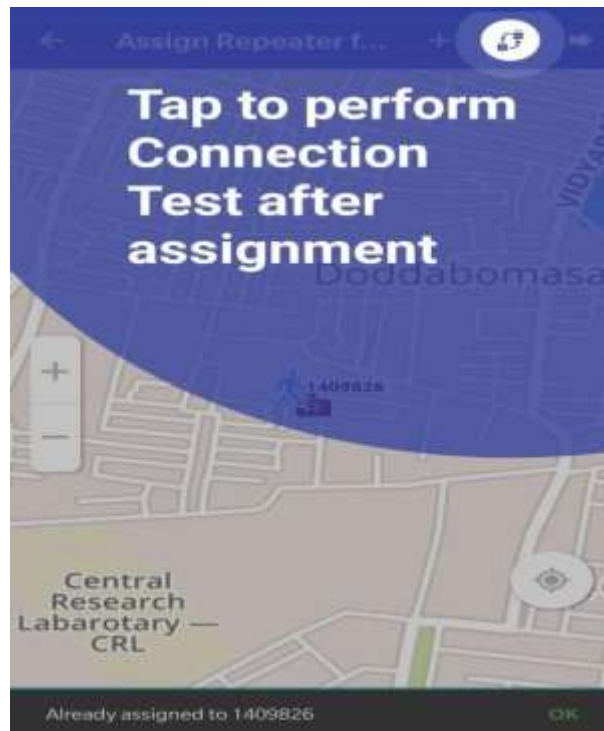 Assign Repeater f...
Tap to perform
Connection
Test after
assignment
Doddabomasa
1409826
+
−
Central
Research
Labarotary —
CRL
Already assigned to 1409826
OK